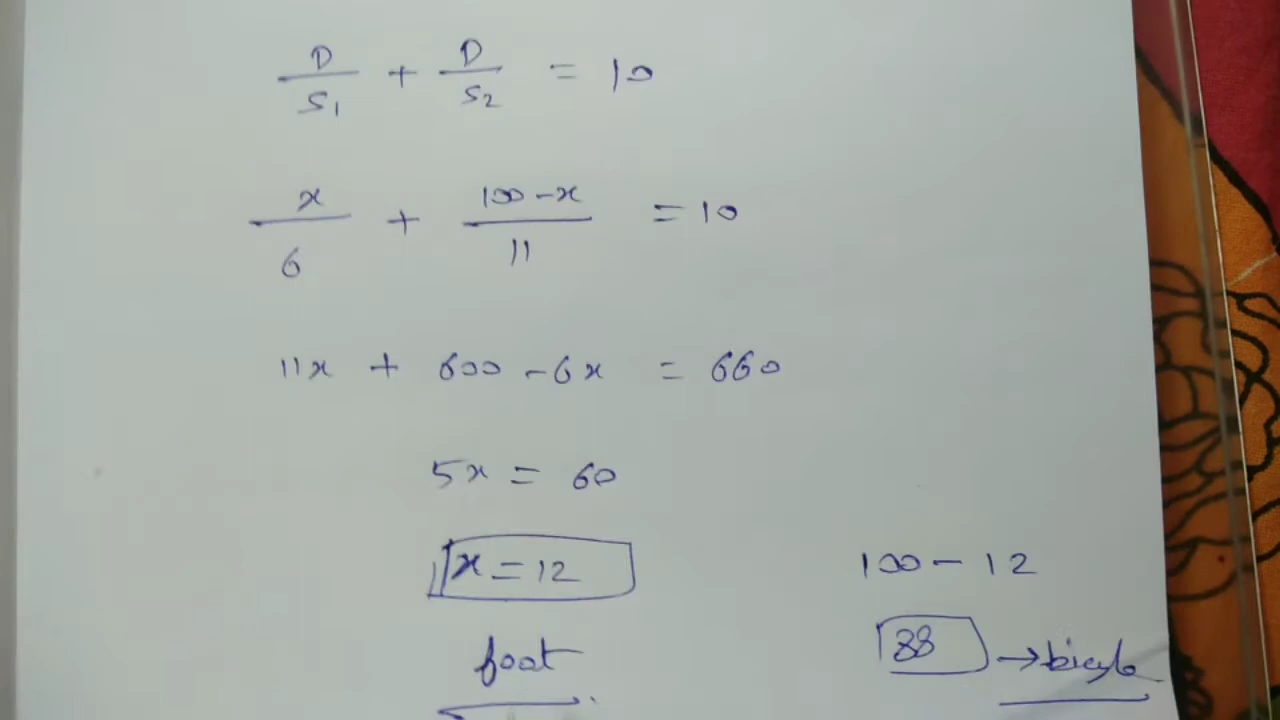 D/S1 + D/S2 = 10
x/6 + 100-x/11 = 10
11x + 600 - 6x = 660
5x = 60
x = 12
100 - 12
foot
88 → bicycle